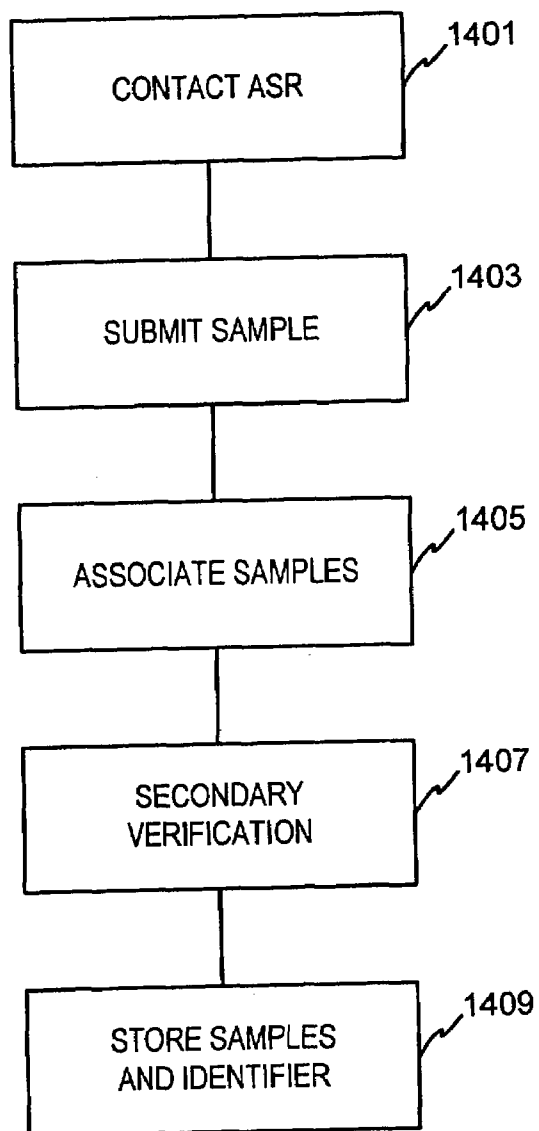 1401
CONTACT ASR
1403
SUBMIT SAMPLE
1405
ASSOCIATE SAMPLES
1407
SECONDARY
VERIFICATION
1409
STORE SAMPLES
AND IDENTIFIER